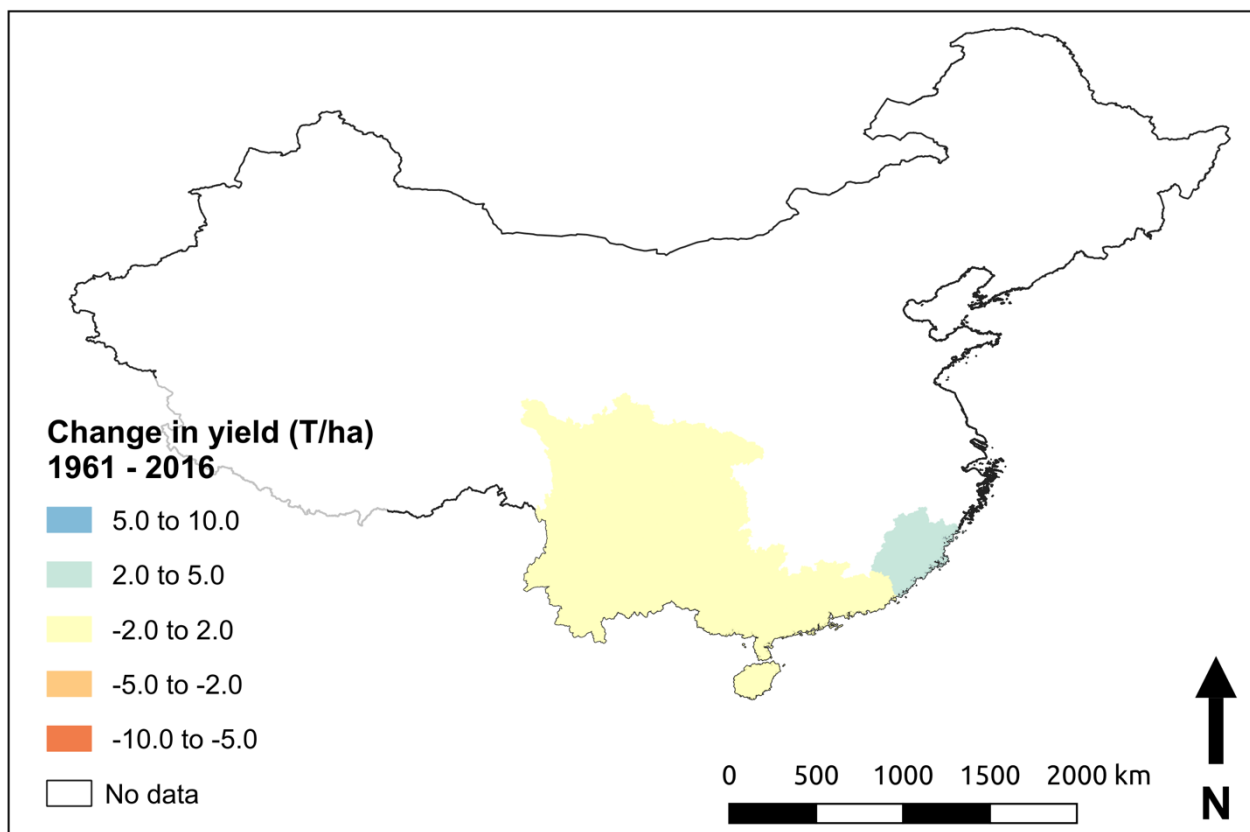 Change in yield (T/ha)
1961 - 2016
5.0 to 10.0
2.0 to 5.0
-2.0 to 2.0
-5.0 to -2.0
-10.0 to -5.0
No data
0 500 1000 1500 2000 km
N